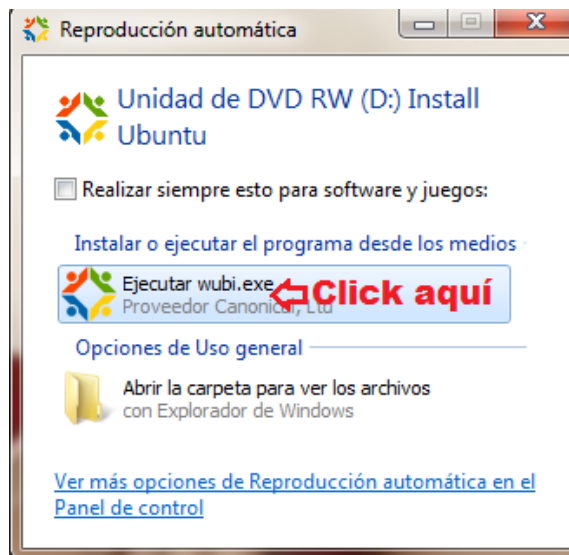 Reproducción automática
Unidad de DVD RW (D:) Install
Ubuntu
Realizar siempre esto para software y juegos:
Instalar o ejecutar el programa desde los medios
Ejecutar wubi.exe
Click aquí
Proveedor Canonical, Ltd
Opciones de Uso general
Abrir la carpeta para ver los archivos
con Explorador de Windows
Ver más opciones de Reproducción automática en el
Panel de control